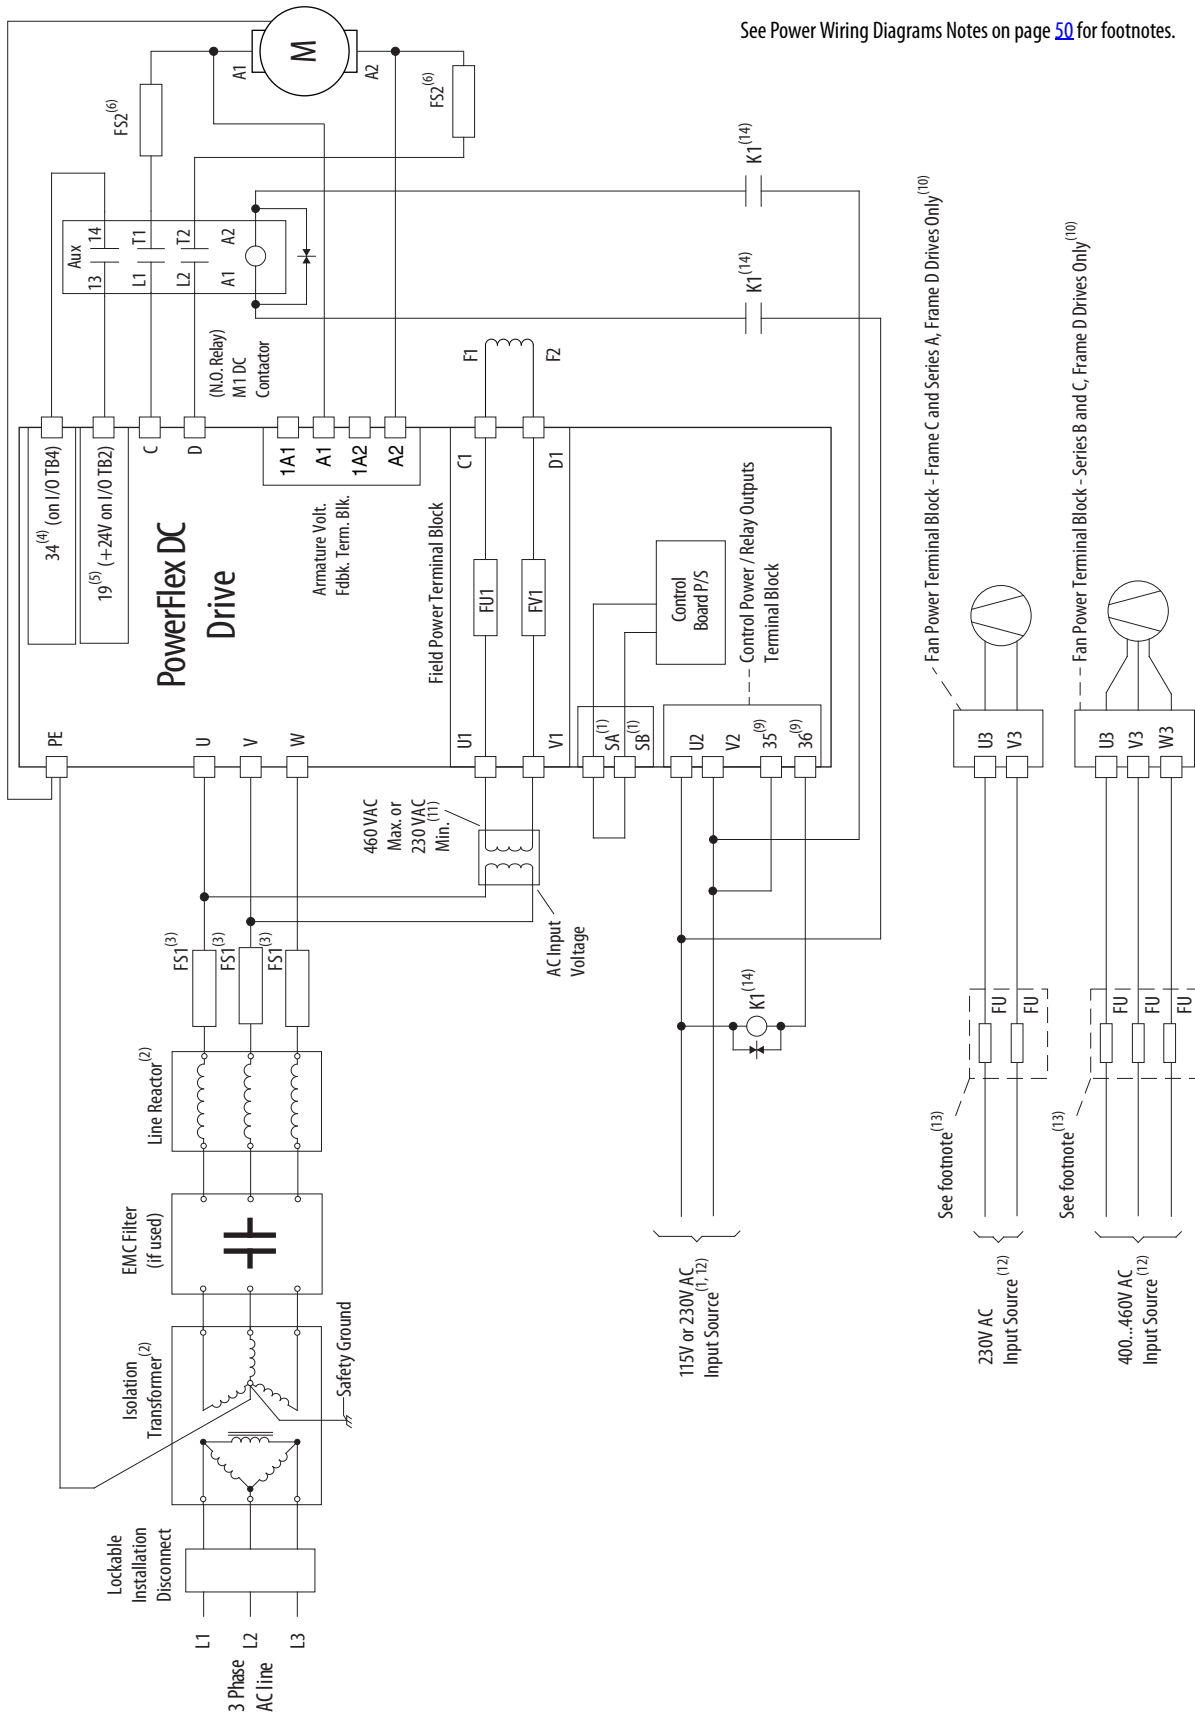 See Power Wiring Diagrams Notes on page 50 for footnotes.
3 Phase
AC line
L1
L2
L3
Lockable
Installation
Disconnect
Isolation
Transformer(2)
Safety Ground
EMC Filter
(if used)
Line Reactor(2)
FS1(3)
FS1(3)
FS1(3)
AC Input
Voltage
460 VAC
Max. or
230 VAC
Min.(11)
PE
U
V
W
U1
V1
SA(1)
SB(1)
U2
V2
35(9)
36(9)
PowerFlex DC
Drive
34(4) (on I/O TB4)
19(5) (+24V on I/O TB2)
C
D
Armature Volt.
Fdbk. Term. Blk.
1A1
A1
1A2
A2
Field Power Terminal Block
FU1
FV1
C1
D1
F1
F2
Control
Board P/S
Control Power / Relay Outputs
Terminal Block
(N.O. Relay)
M1 DC
Contactor
Aux
13
14
L1
T1
L2
T2
A1
A2
FS2(6)
FS2(6)
A1
M
A2
K1(14)
K1(14)
K1(14)
115V or 230V AC
Input Source(1, 12)
230V AC
Input Source(12)
See footnote(13)
FU
FU
U3
V3
Fan Power Terminal Block - Frame C and Series A, Frame D Drives Only(10)
400...460V AC
Input Source(12)
See footnote(13)
FU
FU
FU
U3
V3
W3
Fan Power Terminal Block - Series B and C, Frame D Drives Only(10)